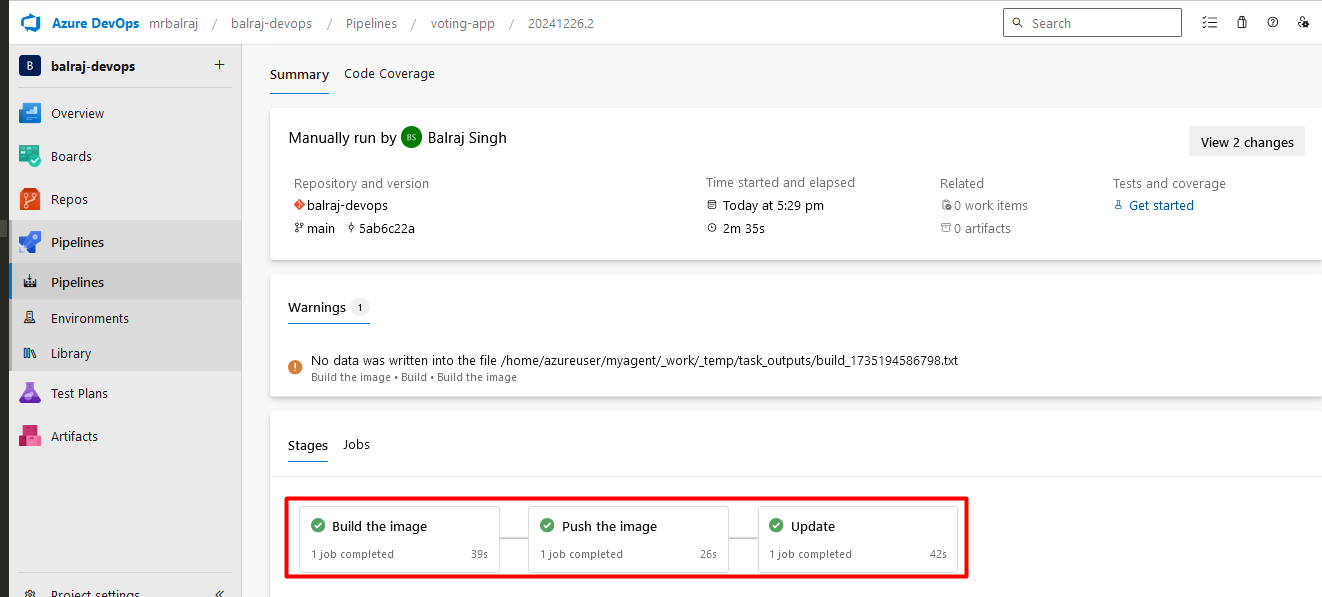 Azure DevOps mrbalraj / balraj-devops / Pipelines / voting-app / 20241226.2
Search
B balraj-devops +
Overview
Boards
Repos
Pipelines
Pipelines
Environments
Library
Test Plans
Artifacts
Project settings
Summary Code Coverage
Manually run by BS Balraj Singh
View 2 changes
Repository and version
balraj-devops
main 5ab6c22a
Time started and elapsed
Today at 5:29 pm
2m 35s
Related
0 work items
0 artifacts
Tests and coverage
Get started
Warnings 1
No data was written into the file /home/azureuser/myagent/_work/_temp/task_outputs/build_1735194586798.txt
Build the image • Build • Build the image
Stages Jobs
Build the image
1 job completed 39s
Push the image
1 job completed 26s
Update
1 job completed 42s